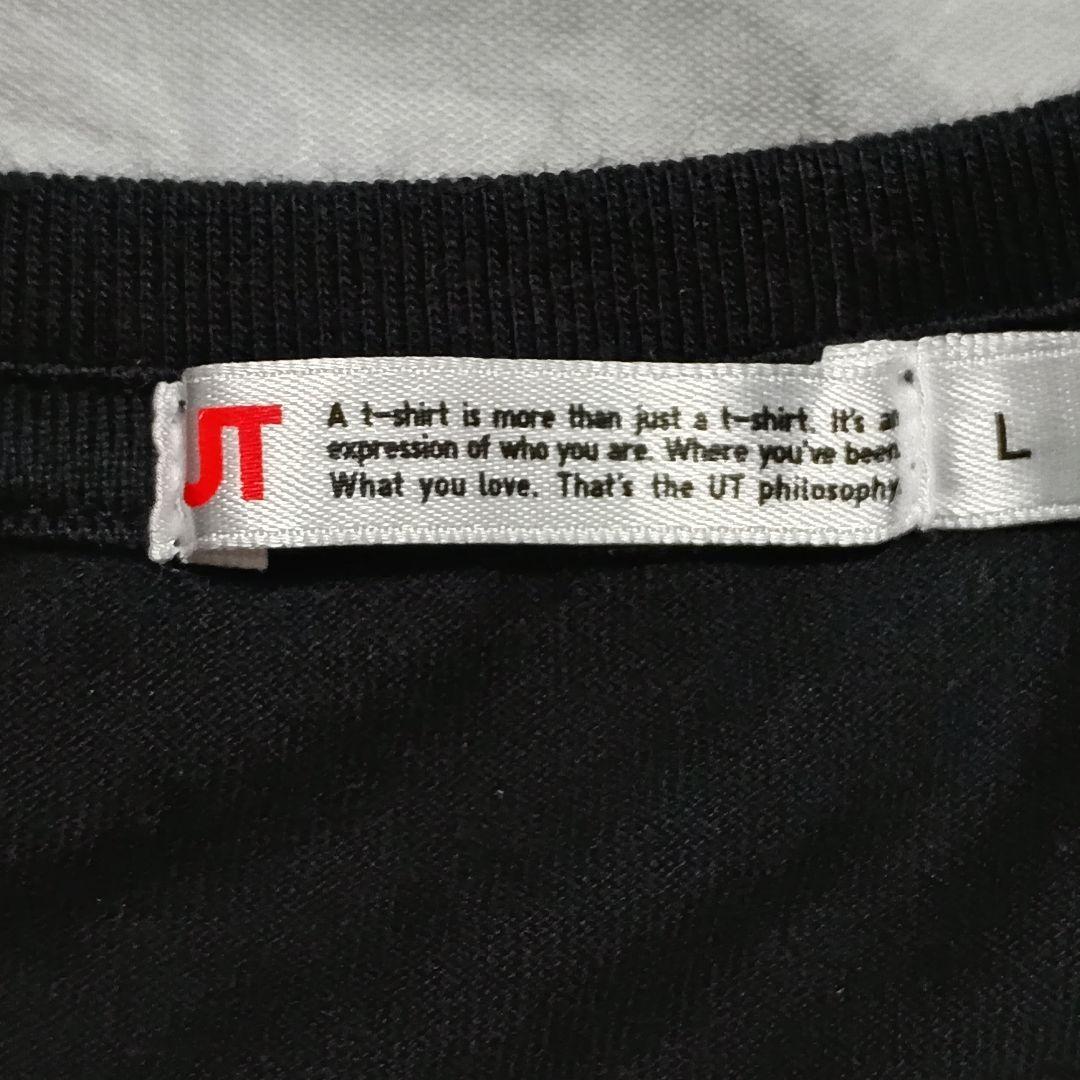 UT
A t-shirt is more than just a t-shirt. It's a
expression of who you are. Where you've been
What you love. That's the UT philosophy
L